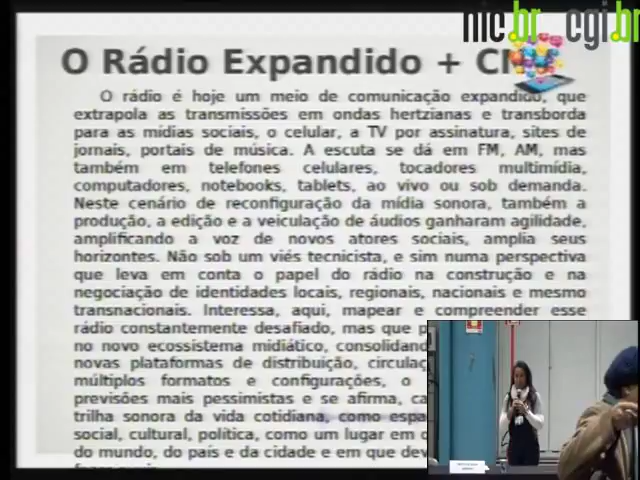 nic.br cgi.br
O Rádio Expandido +
O rádio é hoje um meio de comunicação expandido, que
extrapola as transmissões em ondas hertzianas e transborda
para as mídias sociais, o celular, a TV por assinatura, sites de
jornais, portais de música. A escuta se dá em FM, AM, mas
também em telefones celulares, tocadores multimídia,
computadores, notebooks, tablets, ao vivo ou sob demanda.
Neste cenário de reconfiguração da mídia sonora, também a
produção, a edição e a veiculação de áudios ganharam agilidade,
amplificando a voz de novos atores sociais, amplia seus
horizontes. Não sob um viés tecnicista, e sim numa perspectiva
que leva em conta o papel do rádio na construção e na
negociação de identidades locais, regionais, nacionais e mesmo
transnacionais. Interessa, aqui, mapear e compreender esse
rádio constantemente desafiado, mas que
no novo ecossistema midiático,
novas plataformas de distribuição,
múltiplos formatos e configurações, o
previsões mais pessimistas e se afirma,
trilha sonora da vida cotidiana, como
social, cultural, política, como um lugar em
do mundo, do país e da cidade e em que